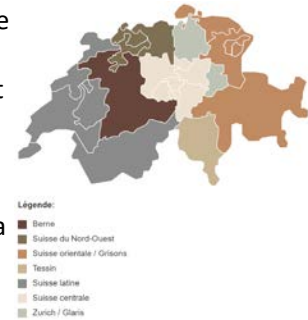 e
t
Légende:
a
Berne
Suisse du Nord-Ouest
Suisse orientale / Grisons
Tessin
Suisse latine
Suisse centrale
Zurich / Glaris